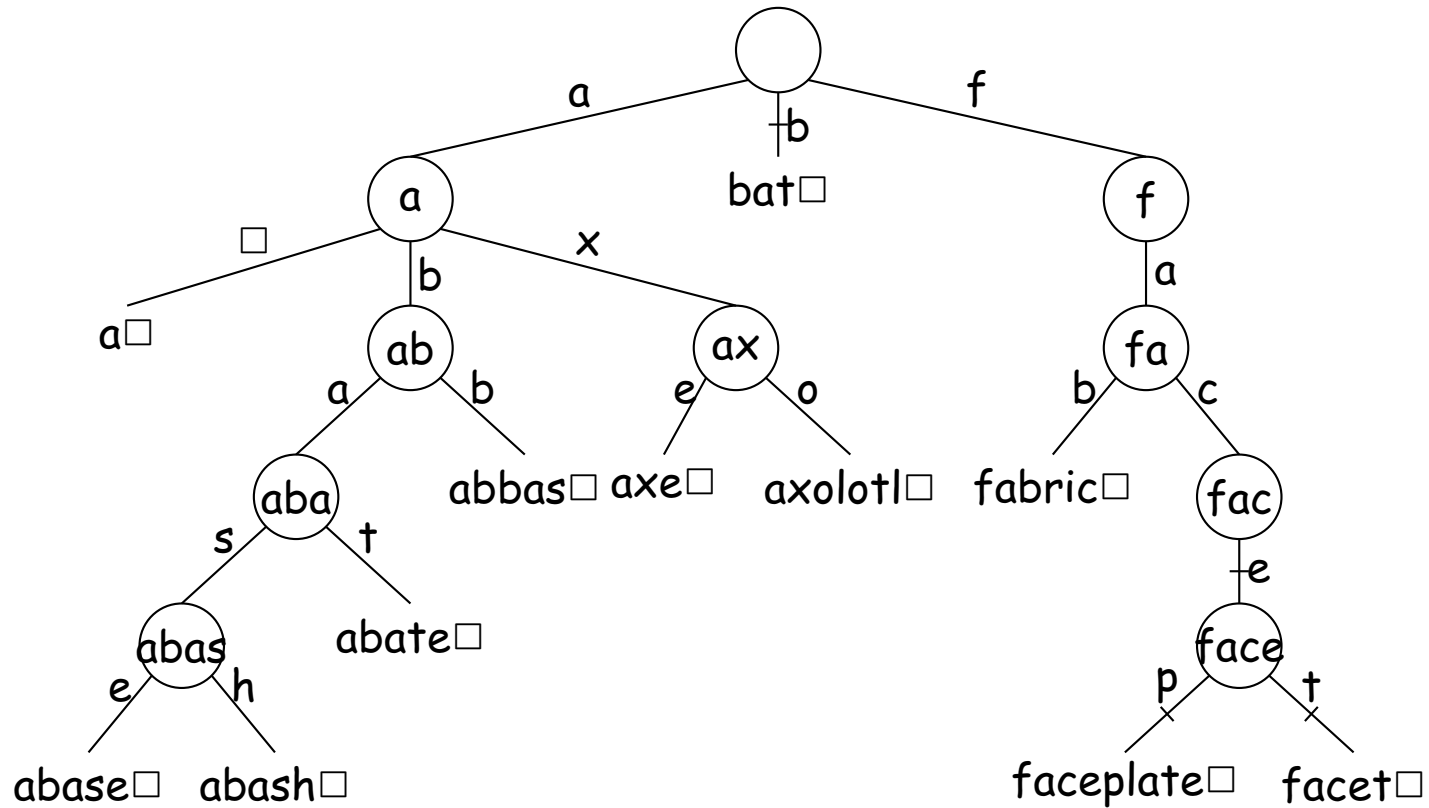 a f
b
bat□
a f
□ x
b a
a□
ab ax fa
a b e o b c
aba abbas□ axe□ axolotl□ fabric□ fac
s t
e
abas abate□ face
e h p t
abase□ abash□ faceplate□ facet□